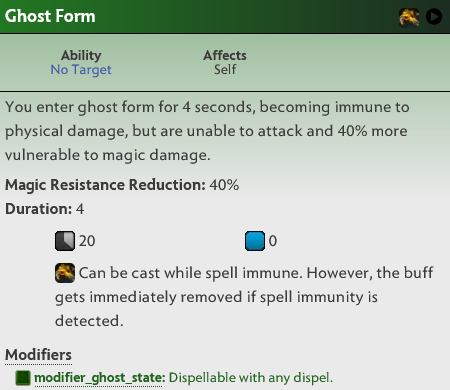 Ghost Form
Ability Affects
No Target Self
You enter ghost form for 4 seconds, becoming immune to
physical damage, but are unable to attack and 40% more
vulnerable to magic damage.
Magic Resistance Reduction: 40%
Duration: 4
20 0
Can be cast while spell immune. However, the buff
gets immediately removed if spell immunity is
detected.
Modifiers
modifier_ghost_state: Dispellable with any dispel.